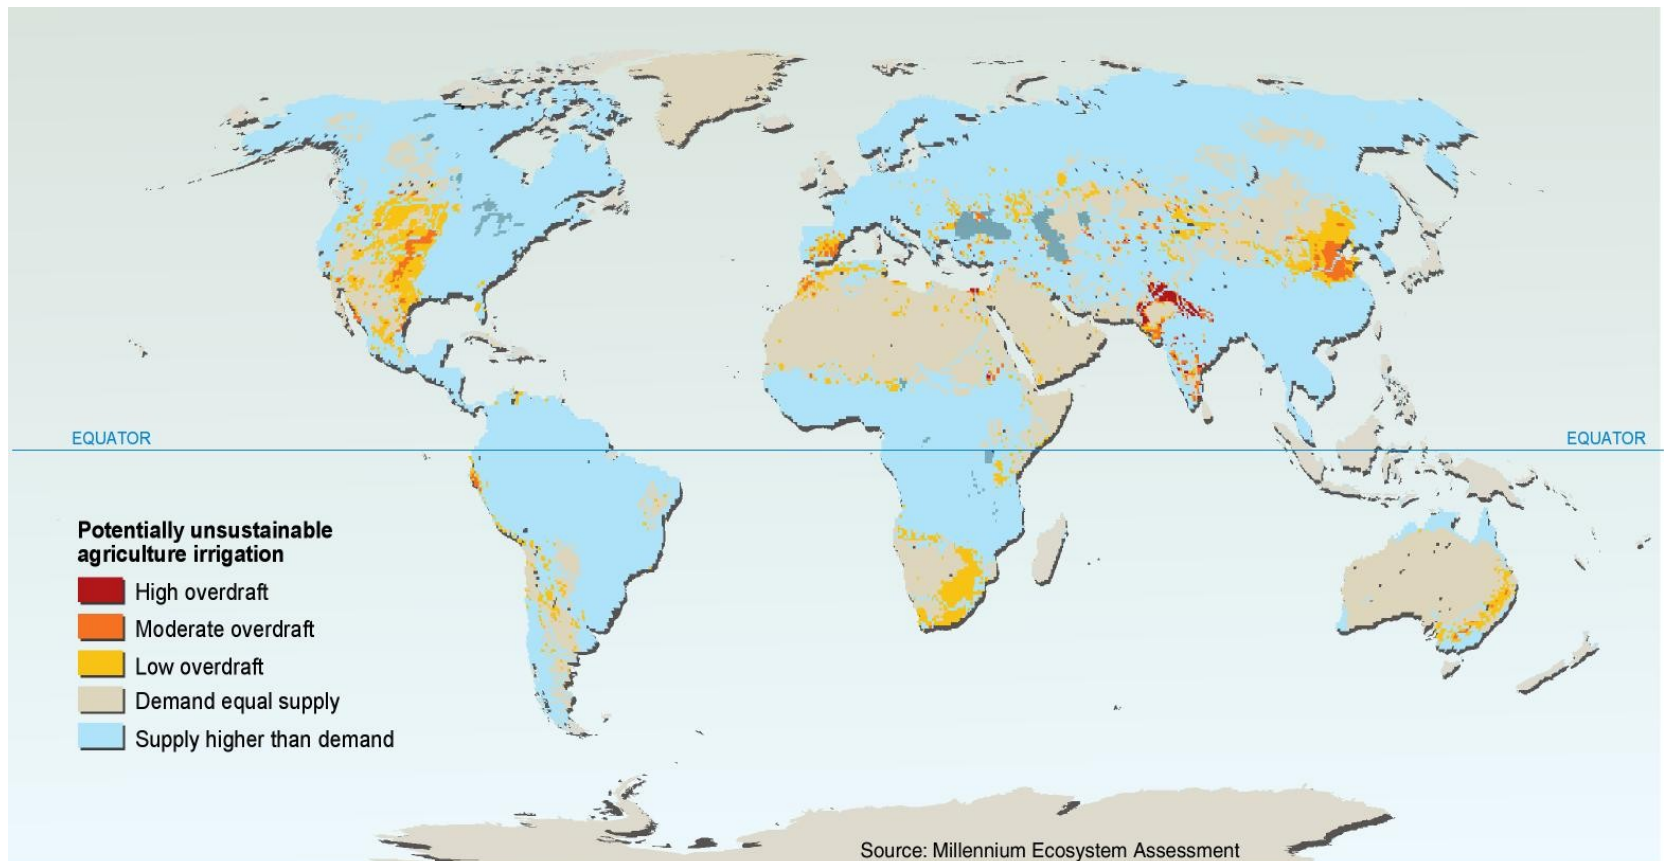 EQUATOR
EQUATOR
Potentially unsustainable
agriculture irrigation
High overdraft
Moderate overdraft
Low overdraft
Demand equal supply
Supply higher than demand
Source: Millennium Ecosystem Assessment